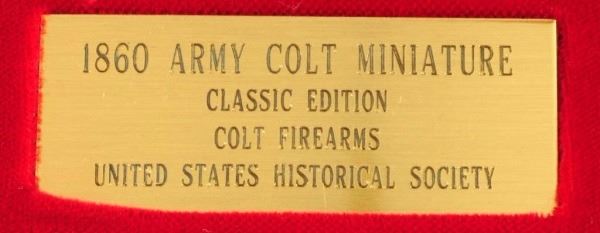 1860 ARMY COLT MINIATURE
CLASSIC EDITION
COLT FIREARMS
UNITED STATES HISTORICAL SOCIETY